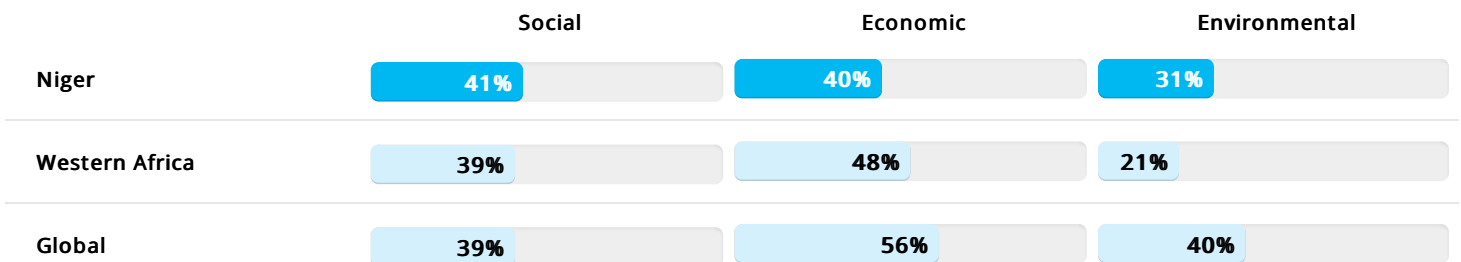 Social Economic Environmental
Niger 41% 40% 31%
Western Africa 39% 48% 21%
Global 39% 56% 40%